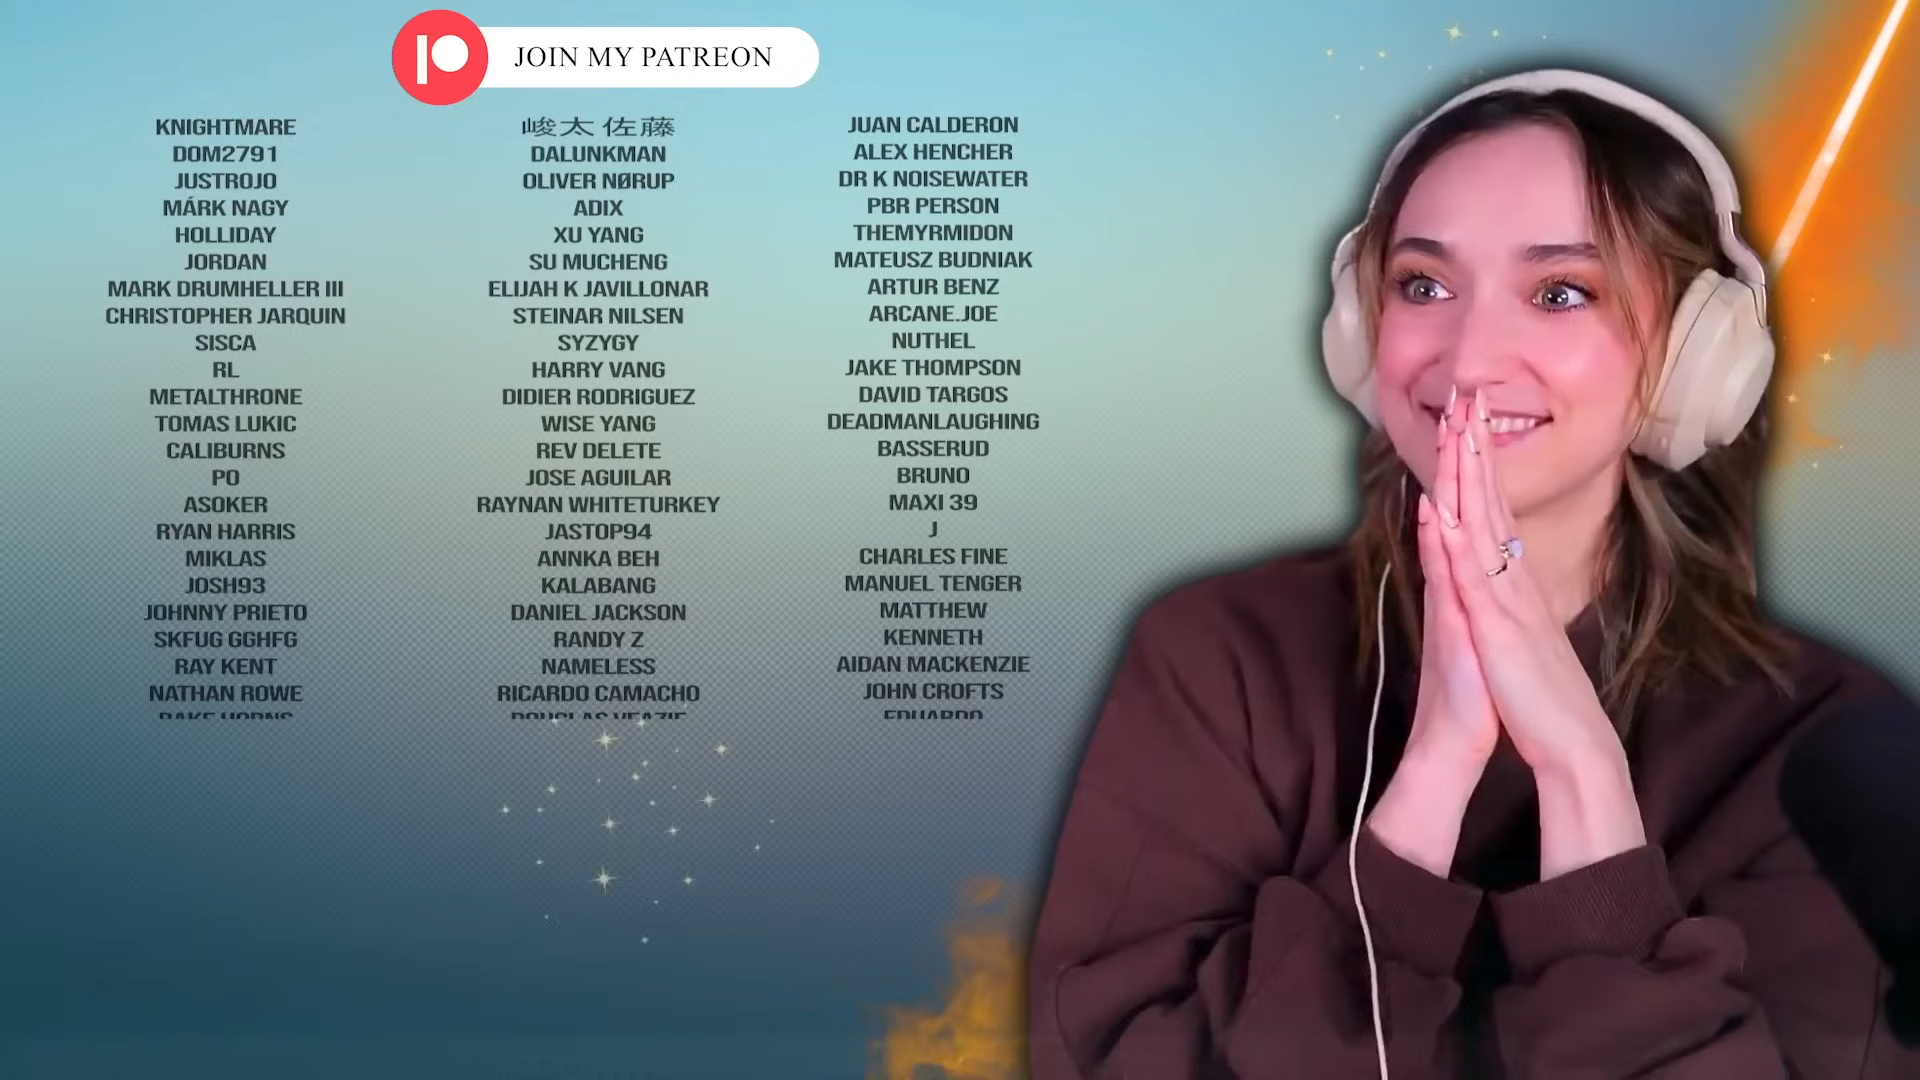 JOIN MY PATREON
KNIGHTMARE
DOM2791
JUSTROJO
MÁRK NAGY
HOLLIDAY
JORDAN
MARK DRUMHELLER III
CHRISTOPHER JARQUIN
SISCA
RL
METALTHRONE
TOMAS LUKIC
CALIBURNS
PO
ASOKER
RYAN HARRIS
MIKLAS
JOSH93
JOHNNY PRIETO
SKFUG GGHFG
RAY KENT
NATHAN ROWE
峻太 佐藤
DALUNKMAN
OLIVER NØRUP
ADIX
XU YANG
SU MUCHENG
ELIJAH K JAVILLONAR
STEINAR NILSEN
SYZYGY
HARRY VANG
DIDIER RODRIGUEZ
WISE YANG
REV DELETE
JOSE AGUILAR
RAYNAN WHITETURKEY
JASTOP94
ANNKA BEH
KALABANG
DANIEL JACKSON
RANDY Z
NAMELESS
RICARDO CAMACHO
DOUGLAS VEAZIE
JUAN CALDERON
ALEX HENCHER
DR K NOISEWATER
PBR PERSON
THEMYRMIDON
MATEUSZ BUDNIAK
ARTUR BENZ
ARCANE.JOE
NUTHEL
JAKE THOMPSON
DAVID TARGOS
DEADMANLAUGHING
BASSERUD
BRUNO
MAXI 39
J
CHARLES FINE
MANUEL TENGER
MATTHEW
KENNETH
AIDAN MACKENZIE
JOHN CROFTS
EDUARDO